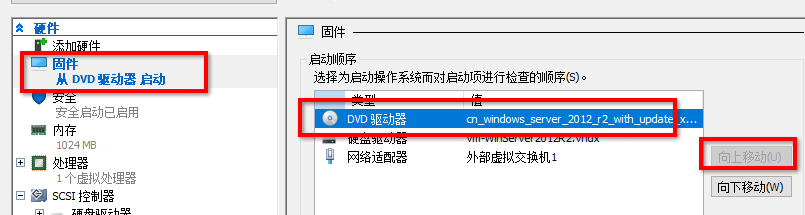 硬件
添加硬件
固件
从 DVD 驱动器 启动
安全
安全启动已启用
内存
1024 MB
处理器
1 个虚拟处理器
SCSI 控制器
硬盘驱动器
固件
启动顺序
选择为启动操作系统而对启动项进行检查的顺序(S)。
类型 值
DVD 驱动器 cn_windows_server_2012_r2_with_update_x...
硬盘驱动器 vm-WinServer2012R2.vhdx
网络适配器 外部虚拟交换机1
向上移动(U)
向下移动(W)